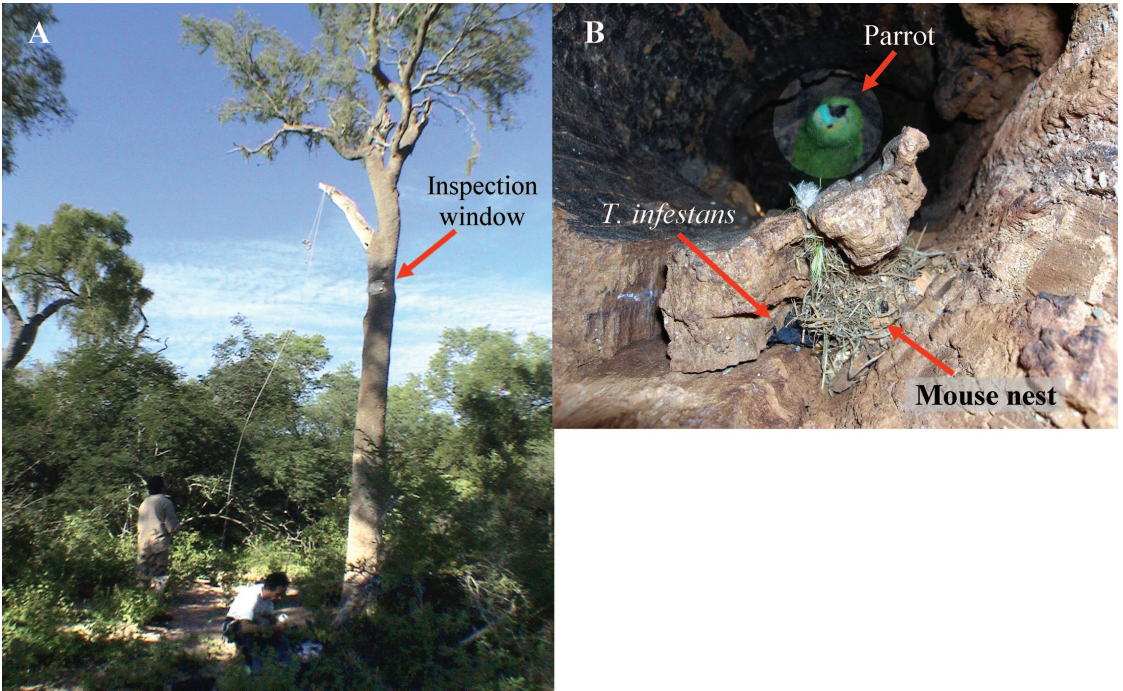 A
Inspection
window
B
Parrot
T. infestans
Mouse nest